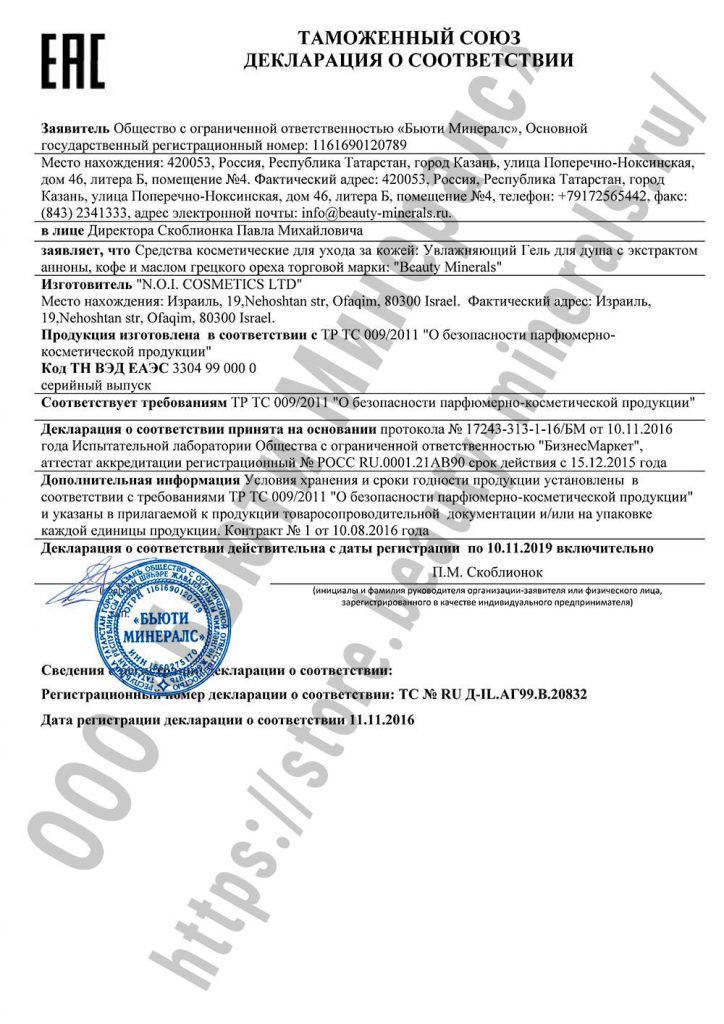 ЕАС
ТАМОЖЕННЫЙ СОЮЗ
ДЕКЛАРАЦИЯ О СООТВЕТСТВИИ
Заявитель Общество с ограниченной ответственностью «Бьюти Минералс», Основной
государственный регистрационный номер: 1161690120789
Место нахождения: 420053, Россия, Республика Татарстан, город Казань, улица Поперечно-Ноксинская,
дом 46, литера Б, помещение №4. Фактический адрес: 420053, Россия, Республика Татарстан, город
Казань, улица Поперечно-Ноксинская, дом 46, литера Б, помещение №4, телефон: +79172565442, факс:
(843) 2341333, адрес электронной почты: info@beauty-minerals.ru.
в лице Директора Скоблионка Павла Михайловича
заявляет, что Средства косметические для ухода за кожей: Увлажняющий Гель для душа с экстрактом
анноны, кофе и маслом грецкого ореха торговой марки: "Beauty Minerals"
Изготовитель "N.O.I. COSMETICS LTD"
Место нахождения: Израиль, 19,Nehoshtan str, Ofaqim, 80300 Israel. Фактический адрес: Израиль,
19,Nehoshtan str, Ofaqim, 80300 Israel.
Продукция изготовлена в соответствии с ТР ТС 009/2011 "О безопасности парфюмерно-
косметической продукции"
Код ТН ВЭД ЕАЭС 3304 99 000 0
серийный выпуск
Соответствует требованиям ТР ТС 009/2011 "О безопасности парфюмерно-косметической продукции"
Декларация о соответствии принята на основании протокола № 17243-313-1-16/БМ от 10.11.2016
года Испытательной лаборатории Общества с ограниченной ответственностью "БизнесМаркет",
аттестат аккредитации регистрационный № РОСС RU.0001.21АВ90 срок действия с 15.12.2015 года
Дополнительная информация Условия хранения и сроки годности продукции установлены в
соответствии с требованиями ТР ТС 009/2011 "О безопасности парфюмерно-косметической продукции"
и указаны в прилагаемой к продукции товаросопроводительной документации и/или на упаковке
каждой единицы продукции. Контракт № 1 от 10.08.2016 года
Декларация о соответствии действительна с даты регистрации по 10.11.2019 включительно
П.М. Скоблионок
(инициалы и фамилия руководителя организации-заявителя или физического лица,
зарегистрированного в качестве индивидуального предпринимателя)
ОГРН 1161690120789
«БЬЮТИ
МИНЕРАЛС»
ИНН 1660275170
Сведения о регистрации декларации о соответствии:
Регистрационный номер декларации о соответствии: ТС № RU Д-IL.АГ99.В.20832
Дата регистрации декларации о соответствии 11.11.2016
ООО «Бьюти Минералс»
https://store.beauty-minerals.ru/